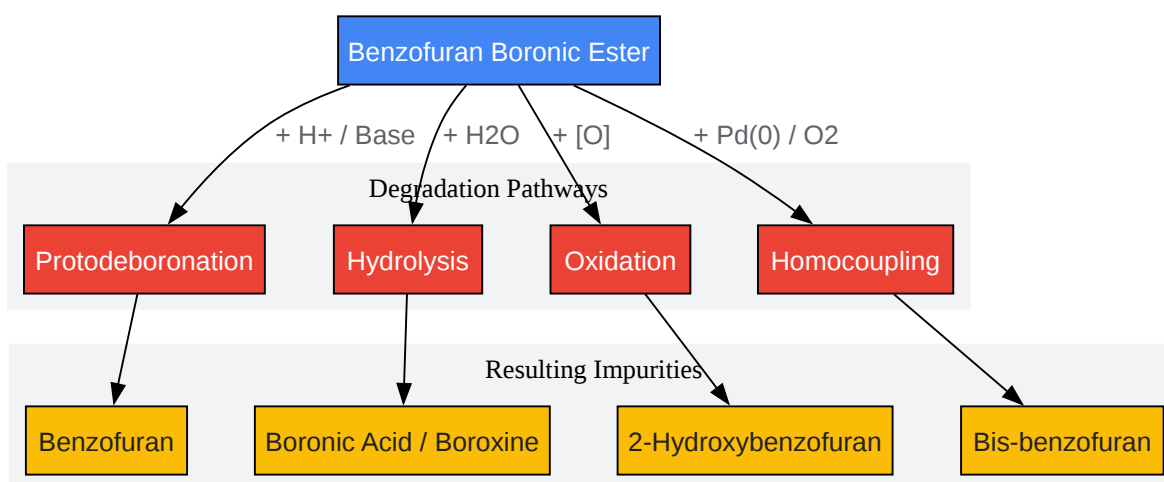 Benzofuran Boronic Ester
+ H+ / Base
+ H2O
+ [O]
+ Pd(0) / O2
Degradation Pathways
Protodeboronation
Hydrolysis
Oxidation
Homocoupling
Resulting Impurities
Benzofuran
Boronic Acid / Boroxine
2-Hydroxybenzofuran
Bis-benzofuran